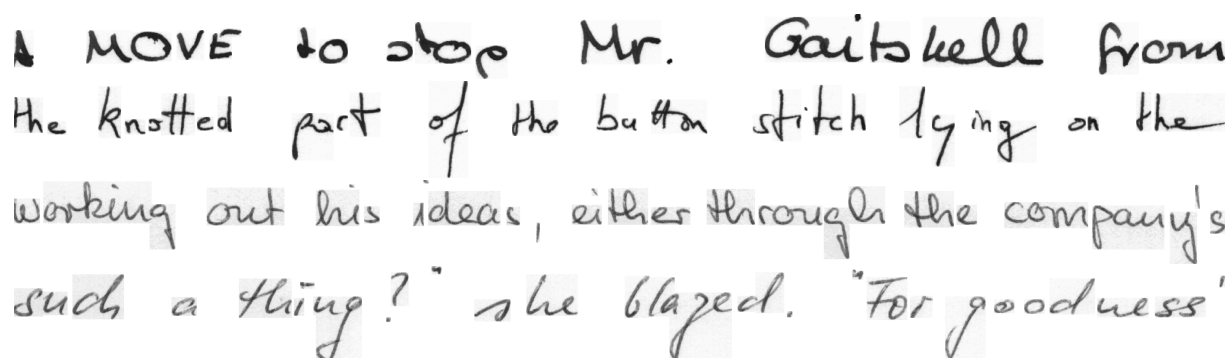 A MOVE to stop Mr. Gaitskell from
the knotted part of the button stitch lying on the
working out his ideas, either through the company's
such a thing?" she blazed. "For goodness'